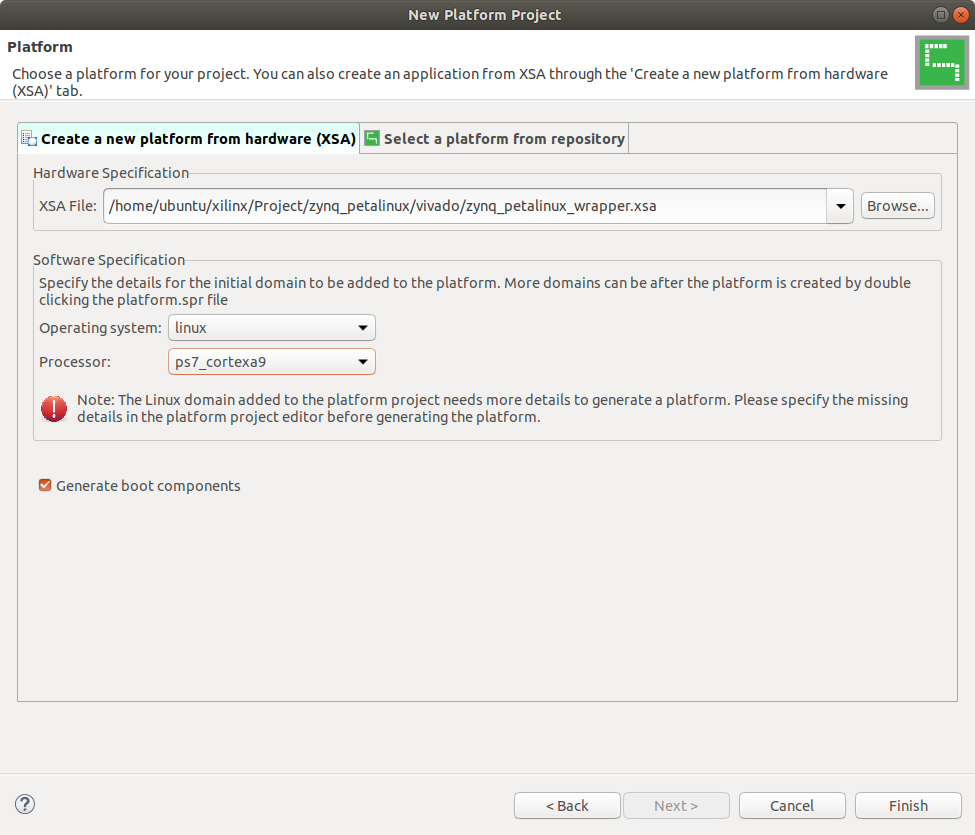 New Platform Project
Platform
Choose a platform for your project. You can also create an application from XSA through the 'Create a new platform from hardware
(XSA)' tab.
Create a new platform from hardware (XSA)
Select a platform from repository
Hardware Specification
XSA File:
/home/ubuntu/xilinx/Project/zynq_petalinux/vivado/zynq_petalinux_wrapper.xsa
Browse...
Software Specification
Specify the details for the initial domain to be added to the platform. More domains can be after the platform is created by double
clicking the platform.spr file
Operating system:
linux
Processor:
ps7_cortexa9
Note: The Linux domain added to the platform project needs more details to generate a platform. Please specify the missing
details in the platform project editor before generating the platform.
Generate boot components
?
< Back
Next >
Cancel
Finish